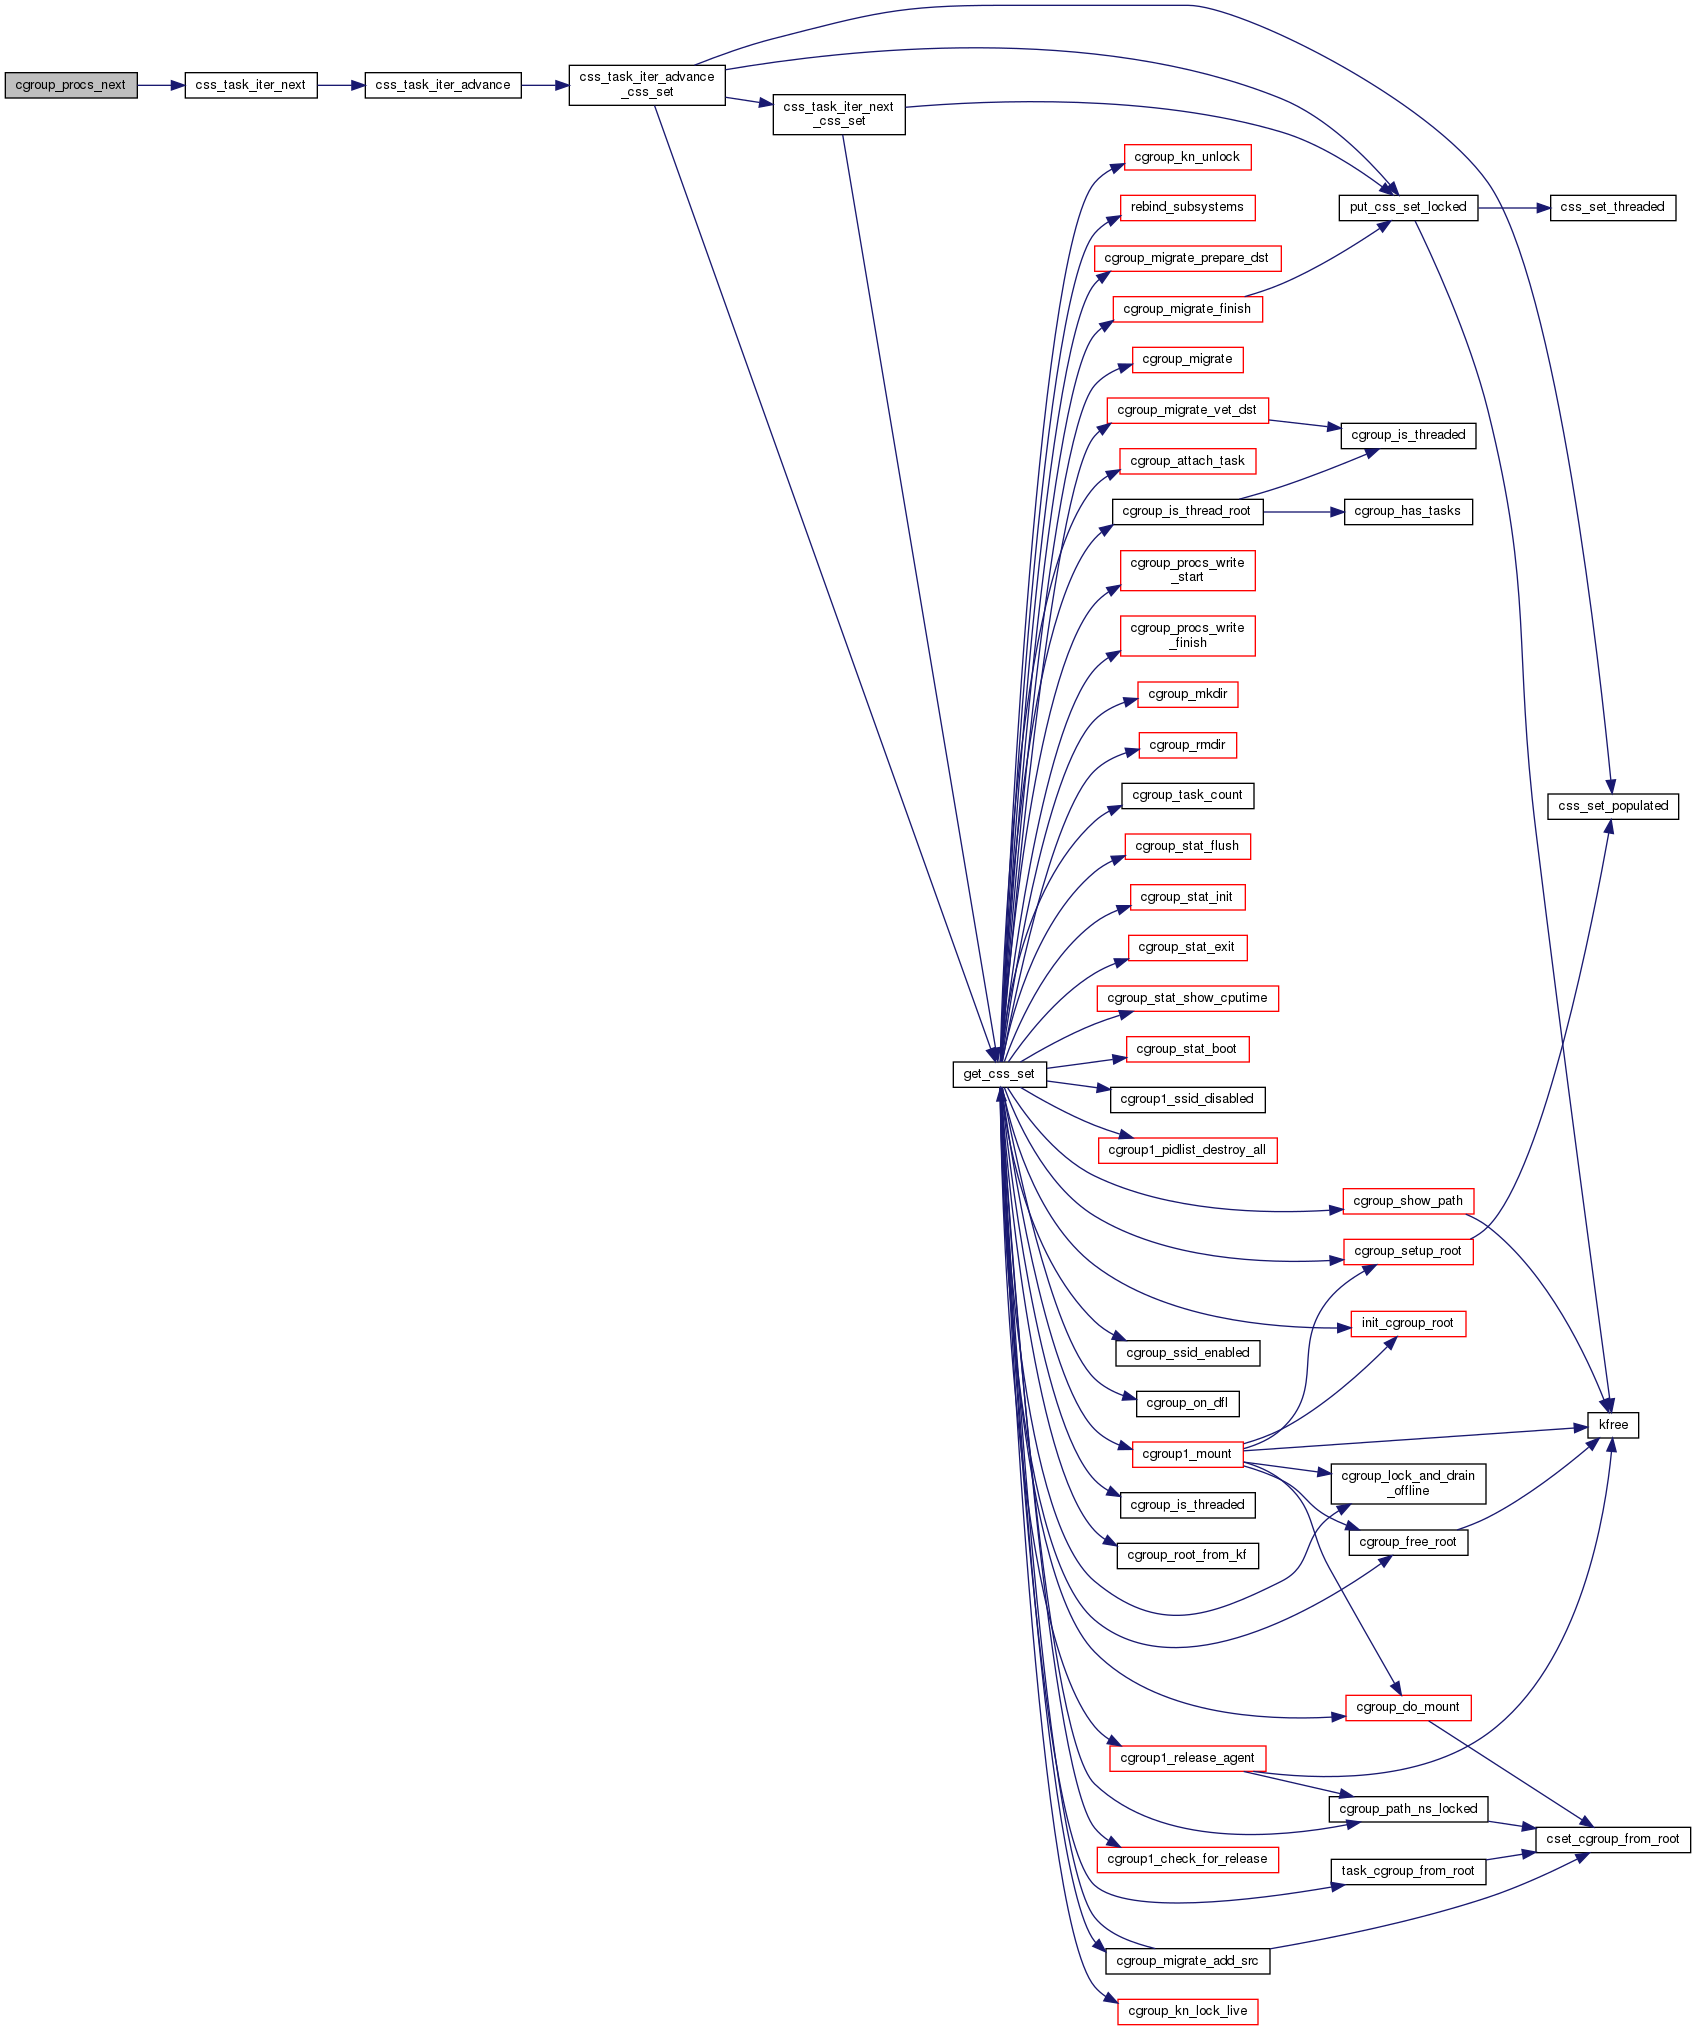 cgroup_procs_next
css_task_iter_next
css_task_iter_advance
css_task_iter_advance
_css_set
css_task_iter_next
_css_set
cgroup_kn_unlock
rebind_subsystems
put_css_set_locked
css_set_threaded
cgroup_migrate_prepare_dst
cgroup_migrate_finish
cgroup_migrate
cgroup_migrate_vet_dst
cgroup_is_threaded
cgroup_attach_task
cgroup_is_thread_root
cgroup_has_tasks
cgroup_procs_write
_start
cgroup_procs_write
_finish
cgroup_mkdir
cgroup_rmdir
cgroup_task_count
css_set_populated
cgroup_stat_flush
cgroup_stat_init
cgroup_stat_exit
cgroup_stat_show_cputime
cgroup_stat_boot
get_css_set
cgroup1_ssid_disabled
cgroup1_pidlist_destroy_all
cgroup_show_path
cgroup_setup_root
init_cgroup_root
cgroup_ssid_enabled
cgroup_on_dfl
kfree
cgroup1_mount
cgroup_lock_and_drain
_offline
cgroup_is_threaded
cgroup_free_root
cgroup_root_from_kf
cgroup_do_mount
cgroup1_release_agent
cgroup_path_ns_locked
cset_cgroup_from_root
cgroup1_check_for_release
task_cgroup_from_root
cgroup_migrate_add_src
cgroup_kn_lock_live